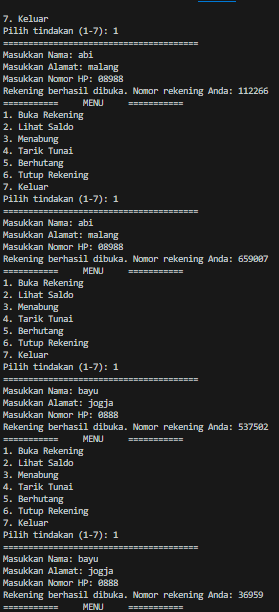 7. Keluar
Pilih tindakan (1-7): 1
========================================
Masukkan Nama: abi
Masukkan Alamat: malang
Masukkan Nomor HP: 08988
Rekening berhasil dibuka. Nomor rekening Anda: 112266
===========     MENU     ===========
1. Buka Rekening
2. Lihat Saldo
3. Menabung
4. Tarik Tunai
5. Berhutang
6. Tutup Rekening
7. Keluar
Pilih tindakan (1-7): 1
========================================
Masukkan Nama: abi
Masukkan Alamat: malang
Masukkan Nomor HP: 08988
Rekening berhasil dibuka. Nomor rekening Anda: 659007
===========     MENU     ===========
1. Buka Rekening
2. Lihat Saldo
3. Menabung
4. Tarik Tunai
5. Berhutang
6. Tutup Rekening
7. Keluar
Pilih tindakan (1-7): 1
========================================
Masukkan Nama: bayu
Masukkan Alamat: jogja
Masukkan Nomor HP: 0888
Rekening berhasil dibuka. Nomor rekening Anda: 537502
===========     MENU     ===========
1. Buka Rekening
2. Lihat Saldo
3. Menabung
4. Tarik Tunai
5. Berhutang
6. Tutup Rekening
7. Keluar
Pilih tindakan (1-7): 1
========================================
Masukkan Nama: bayu
Masukkan Alamat: jogja
Masukkan Nomor HP: 0888
Rekening berhasil dibuka. Nomor rekening Anda: 36959
===========     MENU     ===========